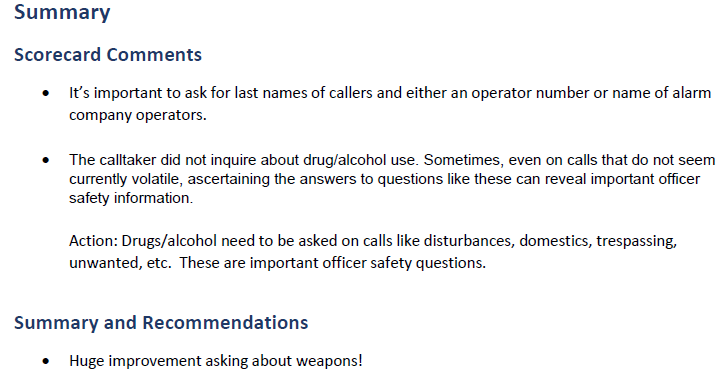 Summary
Scorecard Comments
• It's important to ask for last names of callers and either an operator number or name of alarm
company operators.
• The calltaker did not inquire about drug/alcohol use. Sometimes, even on calls that do not seem
currently volatile, ascertaining the answers to questions like these can reveal important officer
safety information.
Action: Drugs/alcohol need to be asked on calls like disturbances, domestics, trespassing,
unwanted, etc.  These are important officer safety questions.
Summary and Recommendations
• Huge improvement asking about weapons!